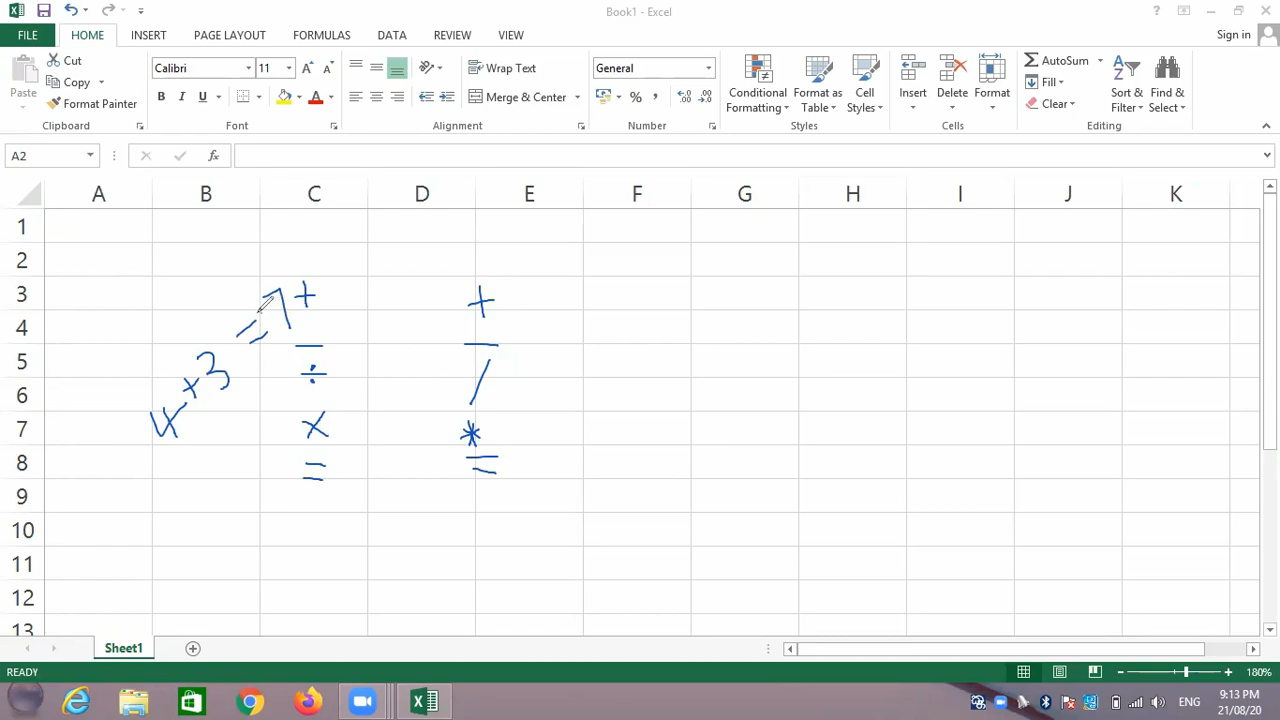 Book1 - Excel
FILE HOME INSERT PAGE LAYOUT FORMULAS DATA REVIEW VIEW Sign in
Paste Cut Copy Format Painter
Calibri 11 Wrap Text General
B I U Merge & Center % ,
Conditional Formatting Format as Table Cell Styles Insert Delete Format
AutoSum Fill Clear Sort & Filter Find & Select
Clipboard Font Alignment Number Styles Cells Editing
A2 fx
A B C D E F G H I J K
1
2
3 + +
4 − −
5 ÷ /
6
7 × *
8 = =
4+3 = 7
9
10
11
12
13
Sheet1
READY 180%
ENG 9:13 PM
21/08/20